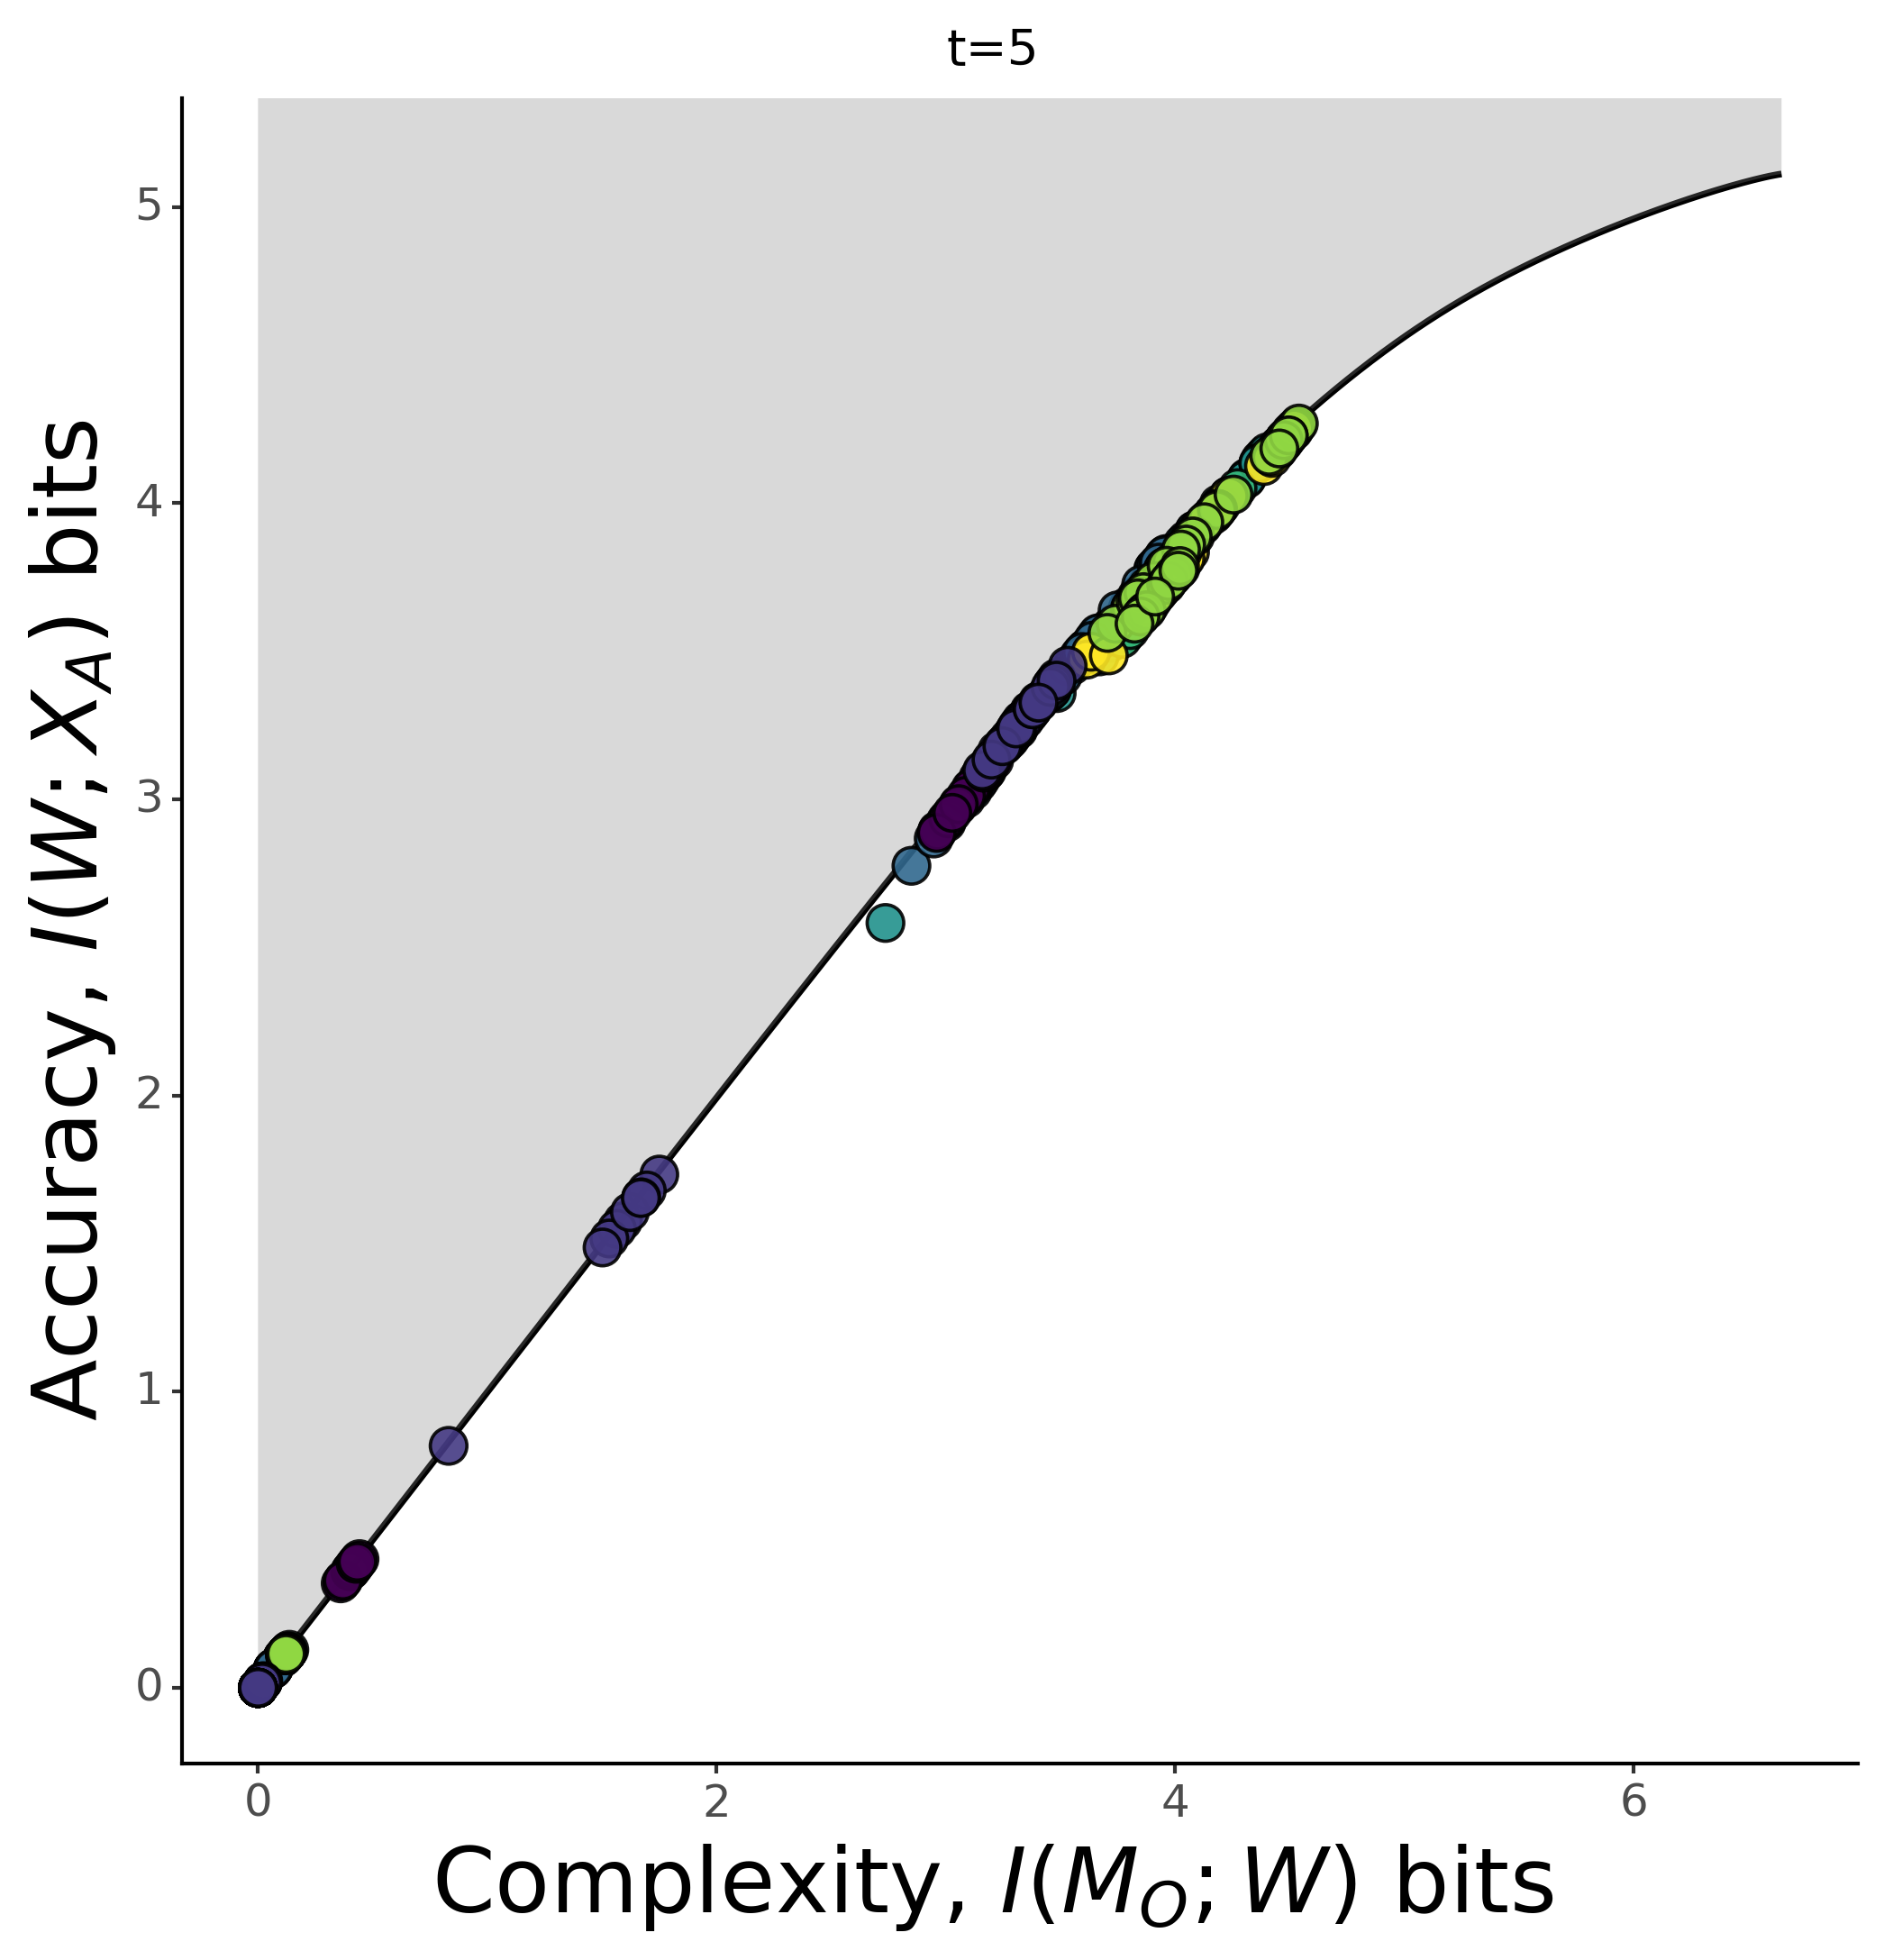 t=5
Accuracy, I(W; X_A) bits
5
4
3
2
1
0
0 2 4 6
Complexity, I(M_O; W) bits